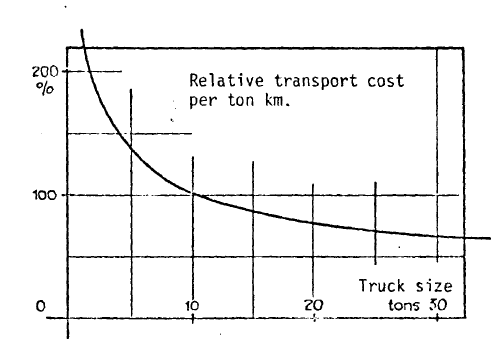 200
%
Relative transport cost
per ton km.
100
Truck size
0
10
20
tons 30